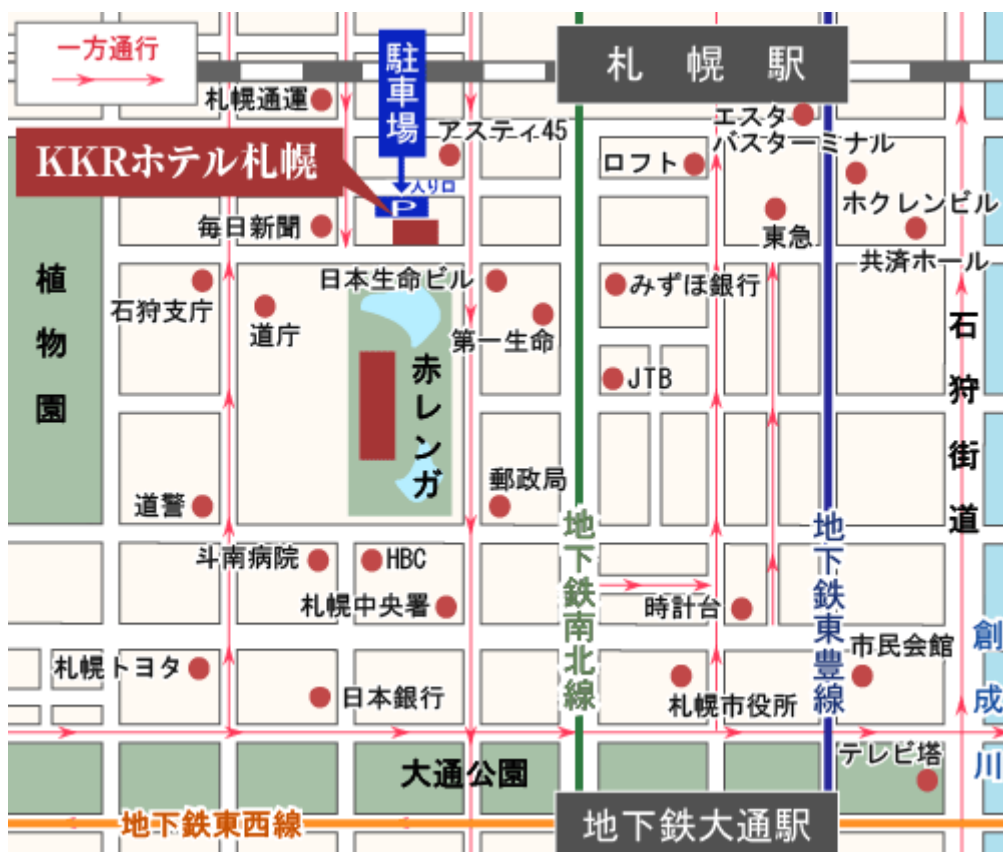 一方通行
札幌駅
駐車場
札幌通運
アスティ45
エスタ
バスターミナル
KKRホテル札幌
ロフト
入り口
P
ホクレンビル
毎日新聞
東急
共済ホール
植物園
石狩支庁
道庁
日本生命ビル
第一生命
みずほ銀行
石狩街道
赤レンガ
JTB
道警
郵政局
地下鉄南北線
地下鉄東豊線
斗南病院
HBC
札幌中央署
時計台
創成川
札幌トヨタ
日本銀行
札幌市役所
市民会館
大通公園
テレビ塔
地下鉄東西線
地下鉄大通駅